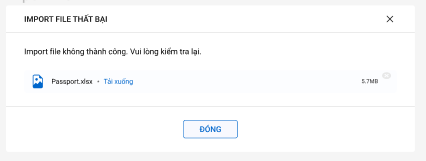 IMPORT FILE THẤT BẠI
Import file không thành công. Vui lòng kiểm tra lại.
Passport.xlsx • Tải xuống 5.7MB
ĐÓNG